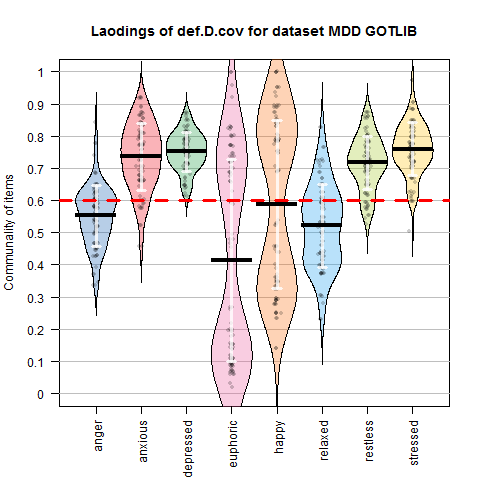 Laodings of def.D.cov for dataset MDD GOTLIB
Communality of items
1
0.9
0.8
0.7
0.6
0.5
0.4
0.3
0.2
0.1
0
anger
anxious
depressed
euphoric
happy
relaxed
restless
stressed